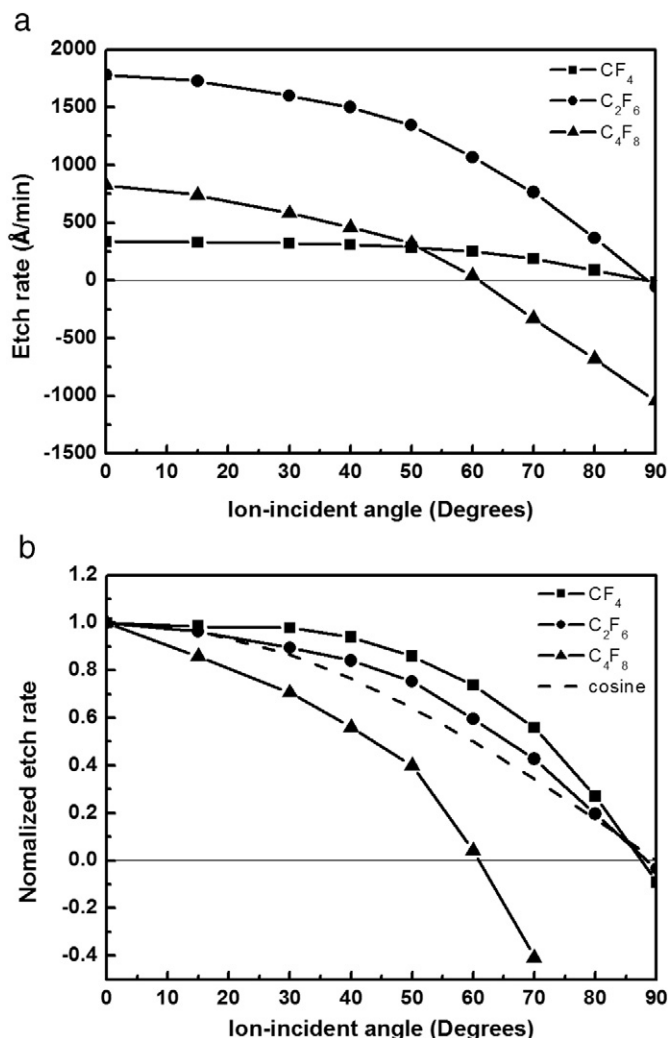 a
2000
1500
1000
500
0
-500
-1000
-1500
Etch rate (Å/min)
CF4
C2F6
C4F8
0 10 20 30 40 50 60 70 80 90
Ion-incident angle (Degrees)
b
1.2
1.0
0.8
0.6
0.4
0.2
0.0
-0.2
-0.4
Nomalized etch rate
CF4
C2F6
C4F8
cosine
0 10 20 30 40 50 60 70 80 90
Ion-incident angle (Degrees)